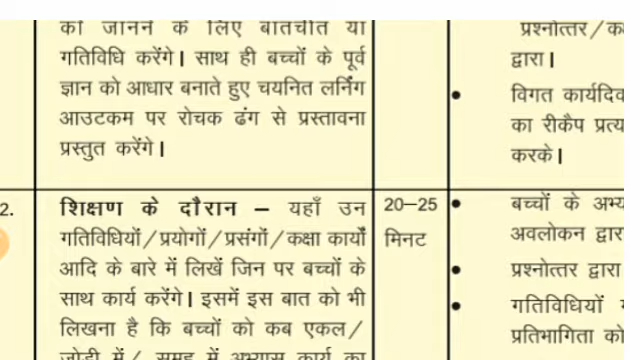 को जानने के लिए बातचीत या
गतिविधि करेंगे। साथ ही बच्चों के पूर्व
ज्ञान को आधार बनाते हुए चयनित लर्निंग
आउटकम पर रोचक ढंग से प्रस्तावना
प्रस्तुत करेंगे।
प्रश्नोत्तर/
द्वारा।
• विगत
का रीकैप
करके।
2.
शिक्षण के दौरान – यहाँ उन
गतिविधियों/प्रयोगों/प्रसंगों/कक्षा कार्यों
आदि के बारे में लिखें जिन पर बच्चों के
साथ कार्य करेंगे। इसमें इस बात को भी
लिखना है कि बच्चों को कब एकल/
जोड़ी में/ समूह में अभ्यास कार्य का
20–25
मिनट
• बच्चों के
अवलोकन
• प्रश्नोत्तर द्वारा
• गतिविधियों
प्रतिभागिता को